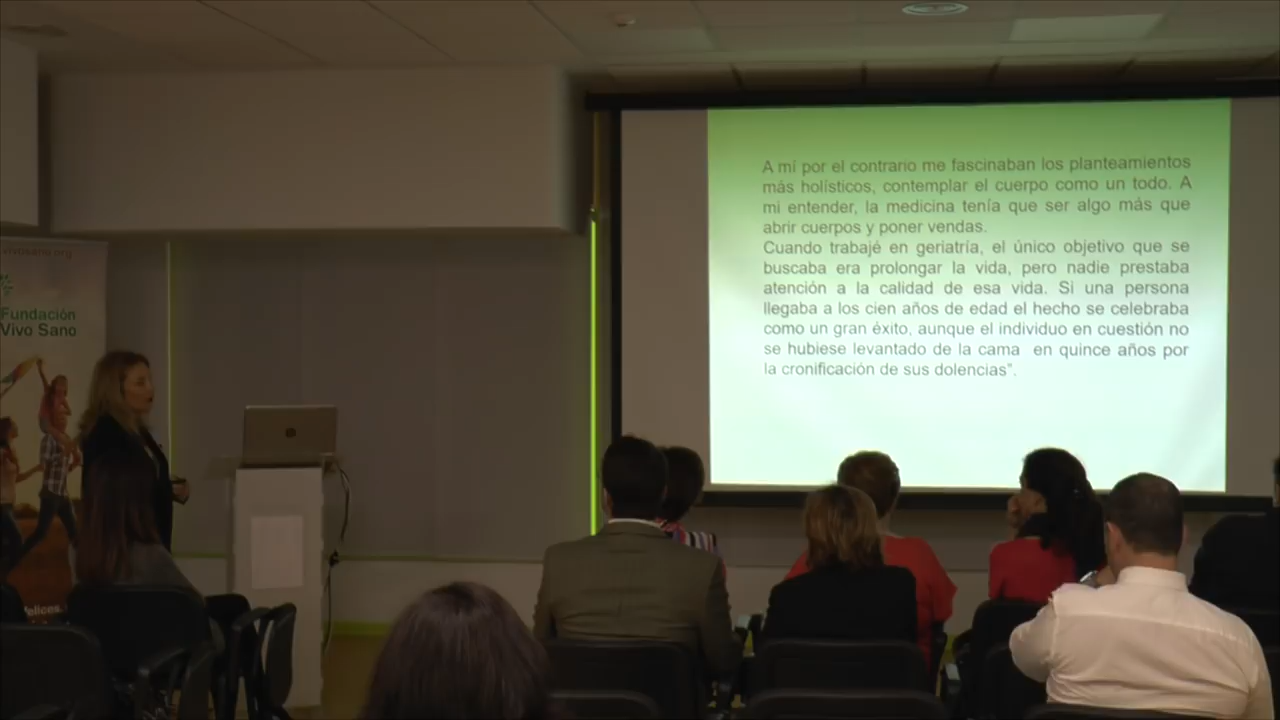 vivosano.org
Fundación
Vivo Sano
felices.
A mí por el contrario me fascinaban los planteamientos
más holísticos, contemplar el cuerpo como un todo. A
mi entender, la medicina tenía que ser algo más que
abrir cuerpos y poner vendas.
Cuando trabajé en geriatría, el único objetivo que se
buscaba era prolongar la vida, pero nadie prestaba
atención a la calidad de esa vida. Si una persona
llegaba a los cien años de edad el hecho se celebraba
como un gran éxito, aunque el individuo en cuestión no
se hubiese levantado de la cama en quince años por
la cronificación de sus dolencias”.